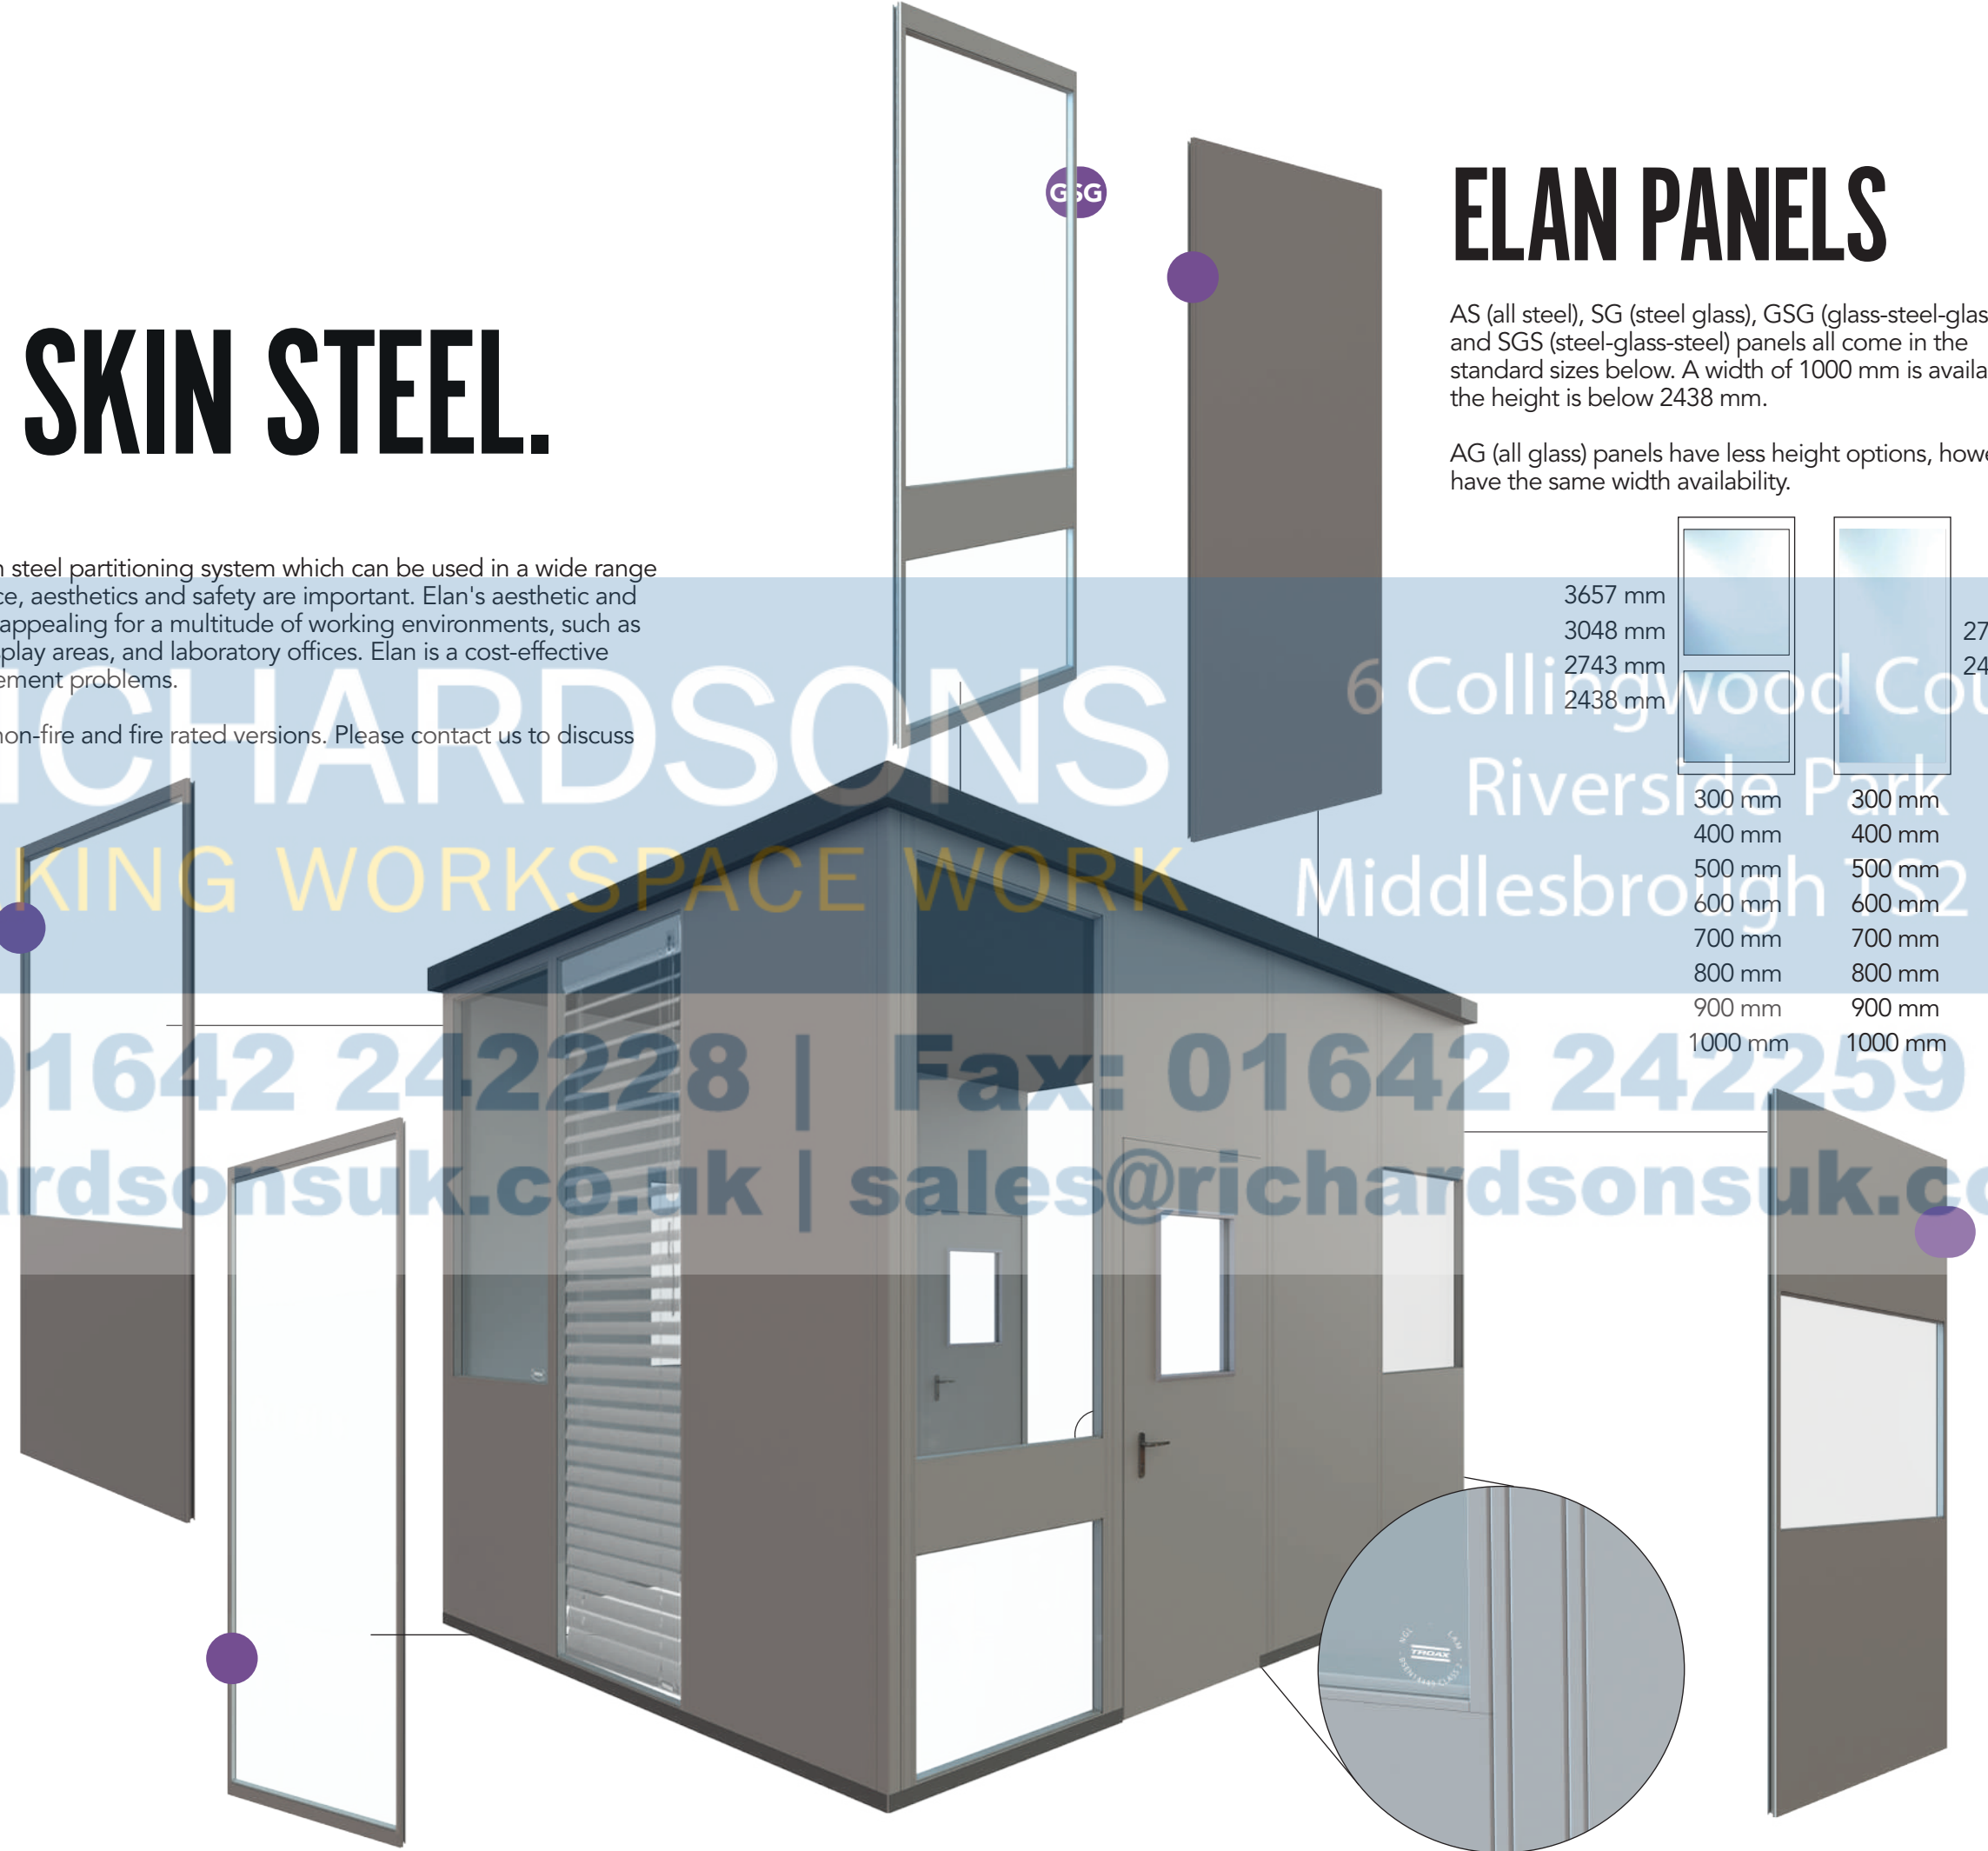 SKIN STEEL.
steel partitioning system which can be used in a wide range
aesthetics and safety are important. Elan's aesthetic and
appealing for a multitude of working environments, such as
areas, and laboratory offices. Elan is a cost-effective
problems.
non-fire and fire rated versions. Please contact us to discuss
GSG
ELAN PANELS
AS (all steel), SG (steel glass), GSG (glass-steel-glas
and SGS (steel-glass-steel) panels all come in the
standard sizes below. A width of 1000 mm is availa
the height is below 2438 mm.
AG (all glass) panels have less height options, howe
have the same width availability.
3657 mm
3048 mm
2743 mm
2438 mm
27
24
300 mm 300 mm
400 mm 400 mm
500 mm 500 mm
600 mm 600 mm
700 mm 700 mm
800 mm 800 mm
900 mm 900 mm
1000 mm 1000 mm
ICHARDSONS
KING WORKSPACE WORK
6 Collingwood Cou
Riverside Park
Middlesbrough TS2
01642 242228 | Fax: 01642 242259
ardsonsuk.co.uk | sales@richardsonsuk.co
TROAX